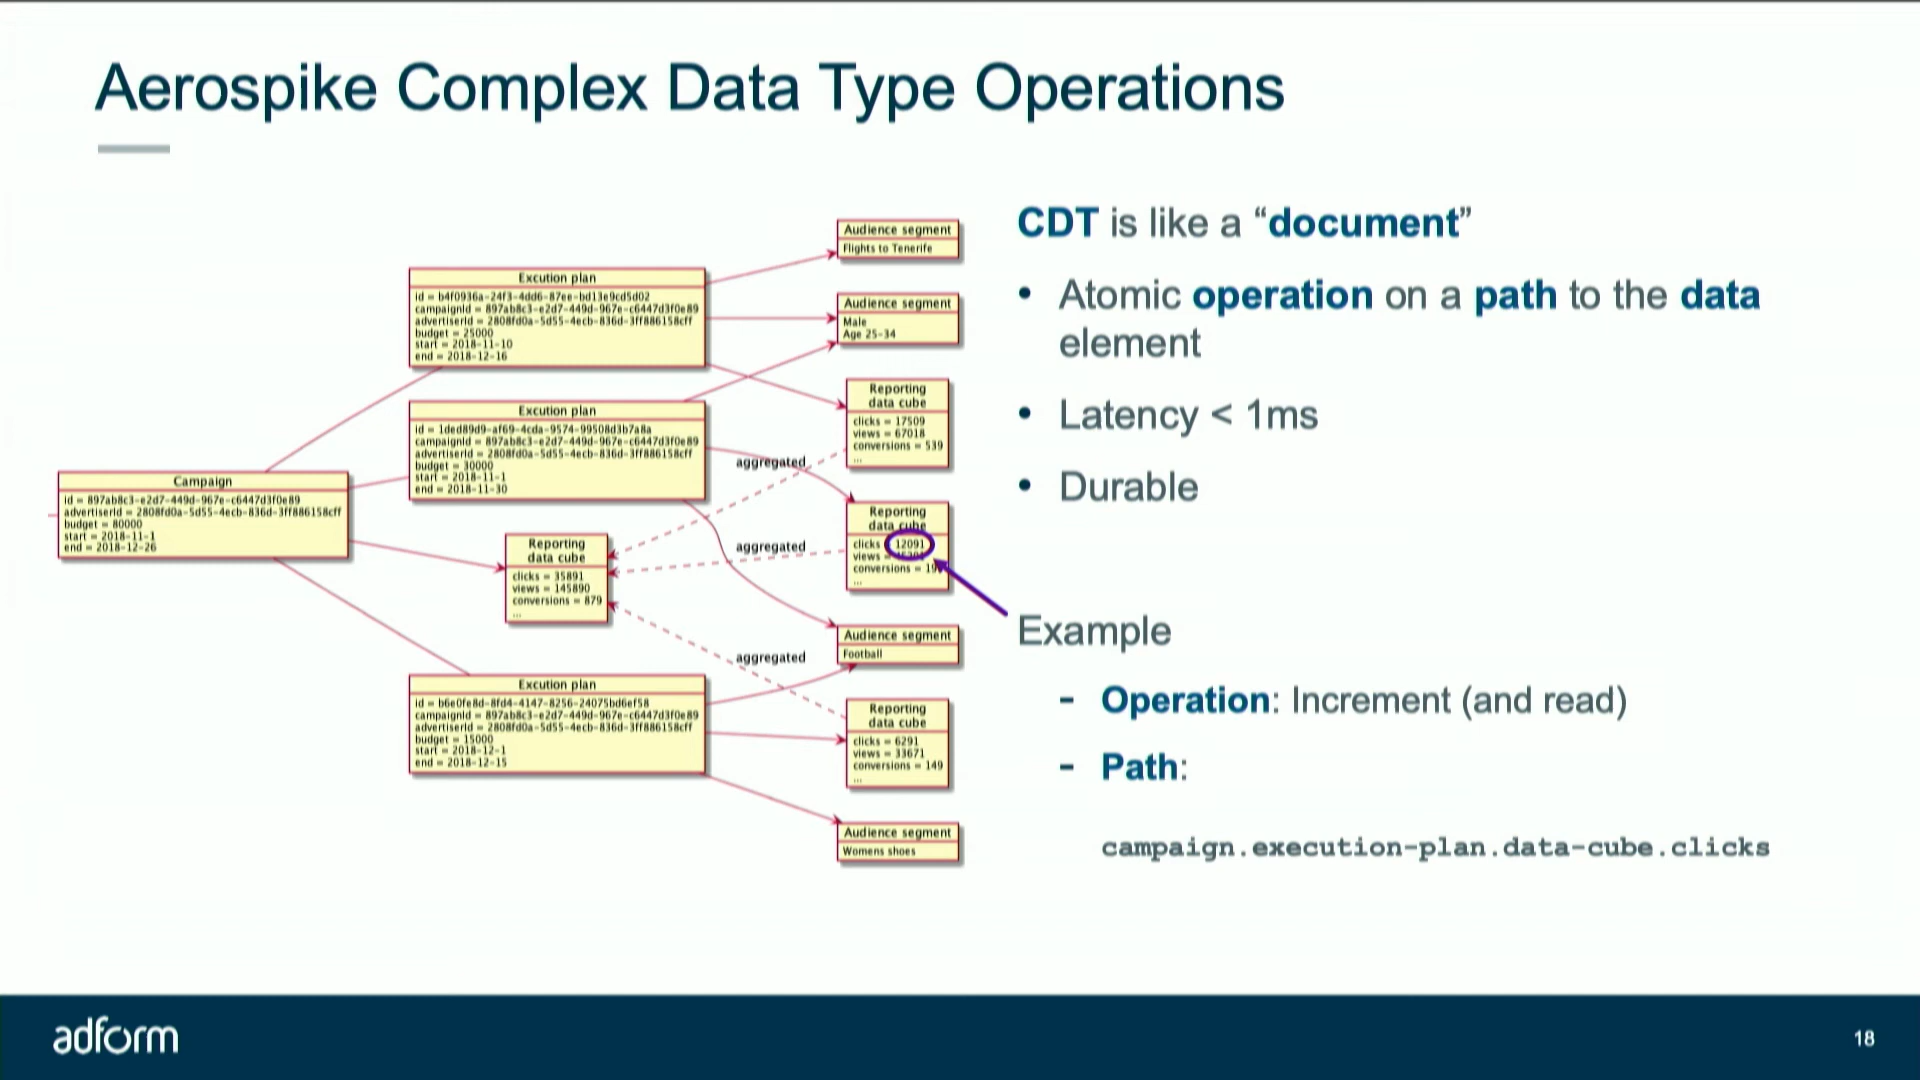 Aerospike Complex Data Type Operations
Audience segment
Flights to Tenerife
Excution plan
id = b4f0936a-24f3-4dd6-87ee-bd13e9cd5d02
campaignId = 897ab8c3-e2d7-449d-967e-c6447d3f0e89
advertiserId = 2808fd0a-5d55-4ecb-836d-3ff886158cff
budget = 25000
start = 2018-11-10
end = 2018-12-16
Audience segment
Male
Age 25-34
Reporting
data cube
clicks = 17509
views = 67018
conversions = 539
...
Excution plan
id = 1ded89d9-af69-4cda-9574-99508d3b7a8a
campaignId = 897ab8c3-e2d7-449d-967e-c6447d3f0e89
advertiserId = 2808fd0a-5d55-4ecb-836d-3ff886158cff
budget = 30000
start = 2018-11-1
end = 2018-11-30
aggregated
Campaign
id = 897ab8c3-e2d7-449d-967e-c6447d3f0e89
advertiserId = 2808fd0a-5d55-4ecb-836d-3ff886158cff
budget = 80000
start = 2018-11-1
end = 2018-12-26
Reporting
data cube
clicks 12091
views =
conversions =
...
Reporting
data cube
clicks = 35891
views = 145890
conversions = 879
...
aggregated
Audience segment
Football
aggregated
Excution plan
id = b6e0fe8d-8fd4-4147-8256-24075bd6ef58
campaignId = 897ab8c3-e2d7-449d-967e-c6447d3f0e89
advertiserId = 2808fd0a-5d55-4ecb-836d-3ff886158cff
budget = 15000
start = 2018-12-1
end = 2018-12-15
Reporting
data cube
clicks = 6291
views = 33671
conversions = 149
...
Audience segment
Womens shoes
CDT is like a “document”
• Atomic operation on a path to the data
element
• Latency < 1ms
• Durable
Example
- Operation: Increment (and read)
- Path:
campaign.execution-plan.data-cube.clicks
adform
18